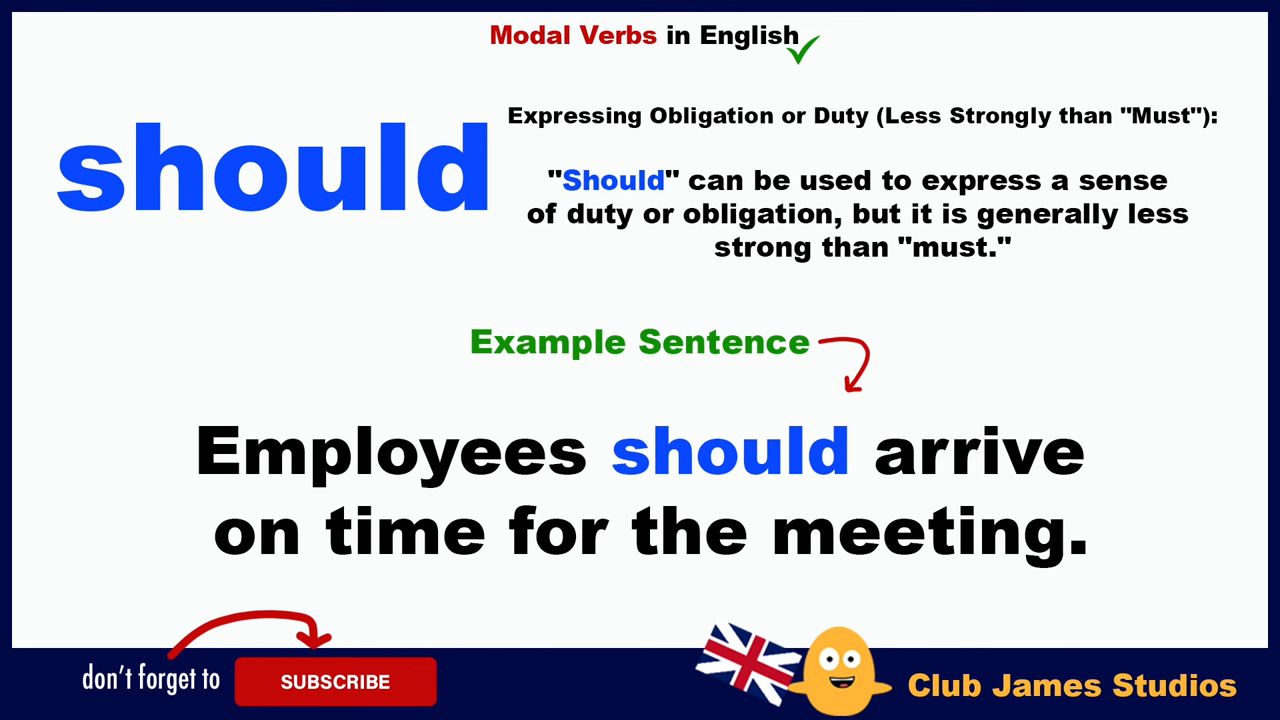 Modal Verbs in English
should
Expressing Obligation or Duty (Less Strongly than "Must"):
"Should" can be used to express a sense
of duty or obligation, but it is generally less
strong than "must."
Example Sentence
Employees should arrive
on time for the meeting.
don't forget to
SUBSCRIBE
Club James Studios